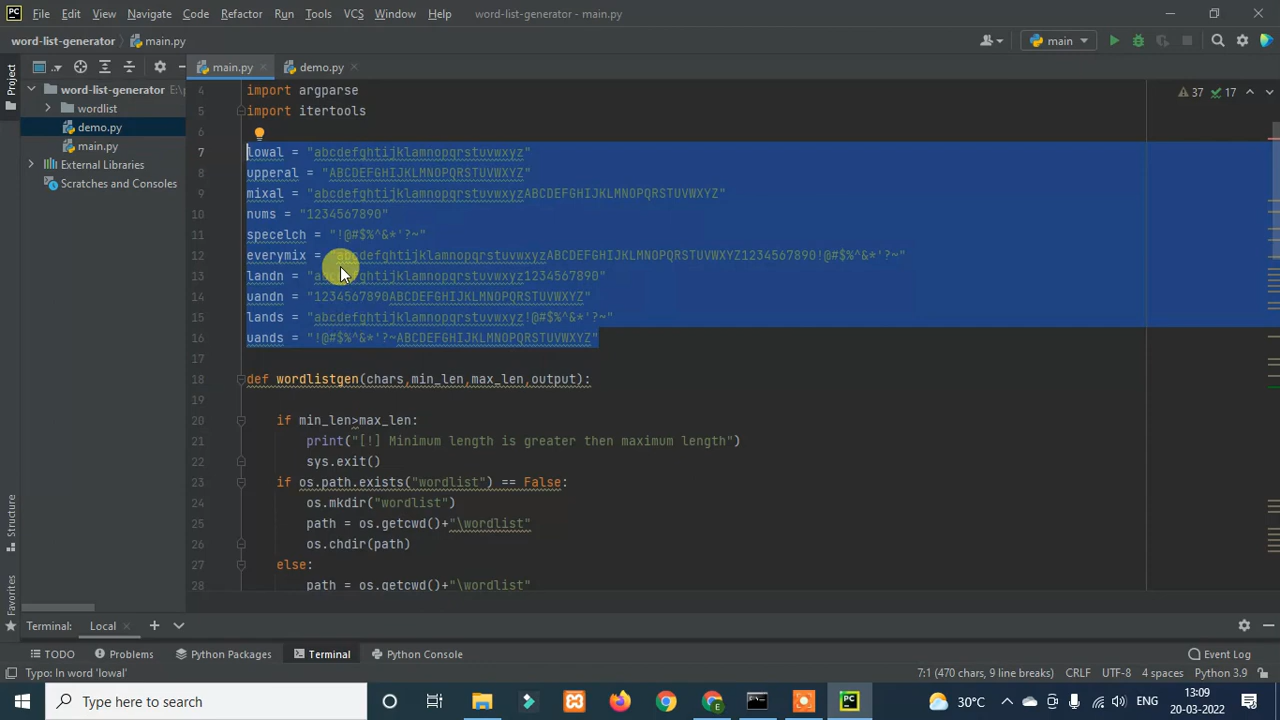 File Edit View Navigate Code Refactor Run Tools VCS Window Help word-list-generator - main.py
word-list-generator main.py main
Project main.py demo.py
word-list-generator
wordlist
demo.py
main.py
External Libraries
Scratches and Consoles
Structure
Favorites
37 17
4 import argparse
5 import itertools
6
7 lowal = "abcdefghtijklamnopqrstuvwxyz"
8 upperal = "ABCDEFGHIJKLMNOPQRSTUVWXYZ"
9 mixal = "abcdefghtijklamnopqrstuvwxyzABCDEFGHIJKLMNOPQRSTUVWXYZ"
10 nums = "1234567890"
11 specelch = "!@#$%^&*'?~"
12 everymix = "abcdefghtijklamnopqrstuvwxyzABCDEFGHIJKLMNOPQRSTUVWXYZ1234567890!@#$%^&*'?~"
13 landn = "abcdefghtijklamnopqrstuvwxyz1234567890"
14 uandn = "1234567890ABCDEFGHIJKLMNOPQRSTUVWXYZ"
15 lands = "abcdefghtijklamnopqrstuvwxyz!@#$%^&*'?~"
16 uands = "!@#$%^&*'?~ABCDEFGHIJKLMNOPQRSTUVWXYZ"
17
18 def wordlistgen(chars,min_len,max_len,output):
19
20 if min_len>max_len:
21 print("[!] Minimum length is greater then maximum length")
22 sys.exit()
23 if os.path.exists("wordlist") == False:
24 os.mkdir("wordlist")
25 path = os.getcwd()+"\wordlist"
26 os.chdir(path)
27 else:
28 path = os.getcwd()+"\wordlist"
Terminal: Local
TODO Problems Python Packages Terminal Python Console Event Log
Typo: In word 'lowal' 7:1 (470 chars, 9 line breaks) CRLF UTF-8 4 spaces Python 3.9
Type here to search 30°C ENG 13:09
20-03-2022